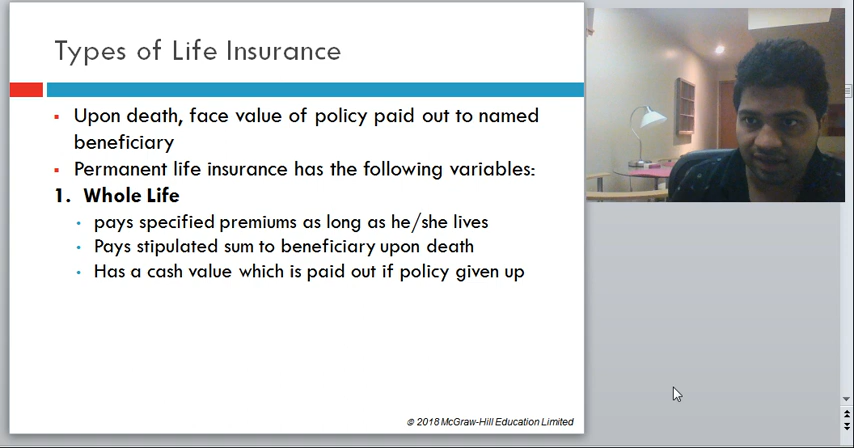 Types of Life Insurance
Upon death, face value of policy paid out to named
beneficiary
Permanent life insurance has the following variables:
1. Whole Life
pays specified premiums as long as he/she lives
Pays stipulated sum to beneficiary upon death
Has a cash value which is paid out if policy given up
© 2018 McGraw-Hill Education Limited